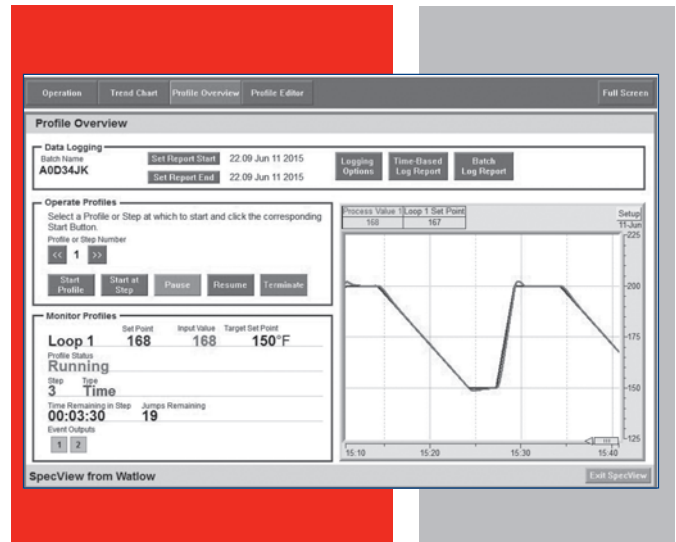 Operation Trend Chart Profile Overview Profile Editor Full Screen
Profile Overview
Data Logging
Batch Name
A0D34JK
Set Report Start 22.09 Jun 11 2015
Set Report End 22.09 Jun 11 2015
Logging Options
Time-Based Log Report
Batch Log Report
Operate Profiles
Select a Profile or Step at which to start and click the corresponding
Start Button.
Profile or Step Number
<< 1 >>
Start Profile
Start at Step
Pause
Resume
Terminate
Monitor Profiles
Set Point Input Value Target Set Point
Loop 1 168 168 150°F
Profile Status
Running
Step Type
3 Time
Time Remaining in Step Jumps Remaining
00:03:30 19
Event Outputs
1 2
Process Value 1 Loop 1 Set Point
168 167
Setup
11-Jun
225
200
175
150
125
15:10 15:20 15:30 15:40
SpecView from Watlow
Exit SpecView